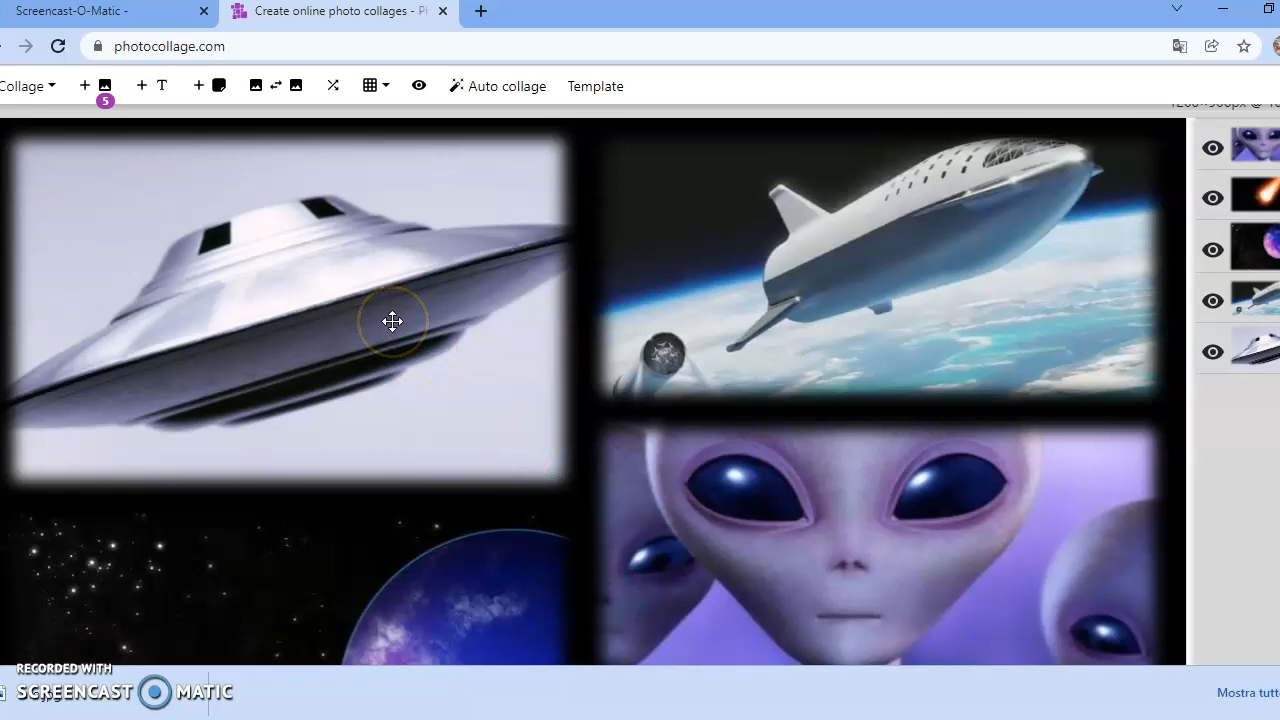 Screencast-O-Matic -
Create online photo collages - P
photocollage.com
Collage
T
Auto collage
Template
5
RECORDED WITH
SCREENCAST MATIC
Mostra tutt